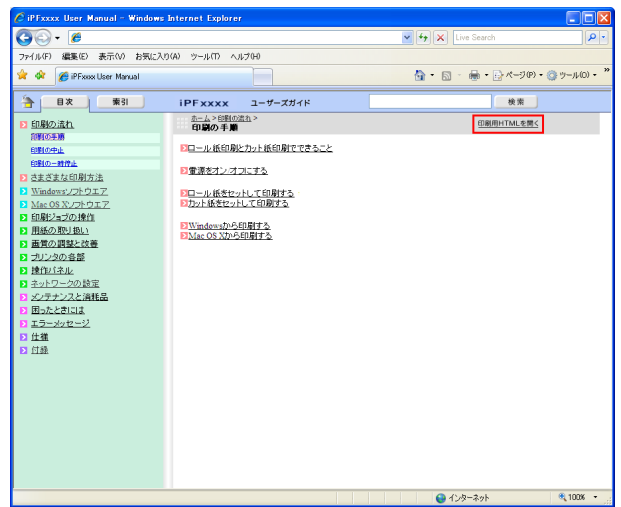 iPFxxxx User Manual - Windows Internet Explorer
Live Search
ファイル(F) 編集(E) 表示(V) お気に入り(A) ツール(T) ヘルプ(H)
iPFxxxx User Manual
ページ(P) ツール(O) »
目次 索引 iPFxxxx ユーザーズガイド 検索
印刷の流れ
印刷の手順
印刷の中止
印刷の一時停止
さまざまな印刷方法
Windowsソフトウエア
Mac OS Xソフトウエア
印刷ジョブの操作
用紙の取り扱い
画質の調整と改善
プリンタの各部
操作パネル
ネットワークの設定
メンテナンスと消耗品
困ったときには
エラーメッセージ
仕様
付録
ホーム > 印刷の流れ >
印刷の手順
印刷用HTMLを開く
ロール紙印刷とカット紙印刷でできること
電源をオン・オフにする
ロール紙をセットして印刷する
カット紙をセットして印刷する
Windowsから印刷する
Mac OS Xから印刷する
インターネット 100%